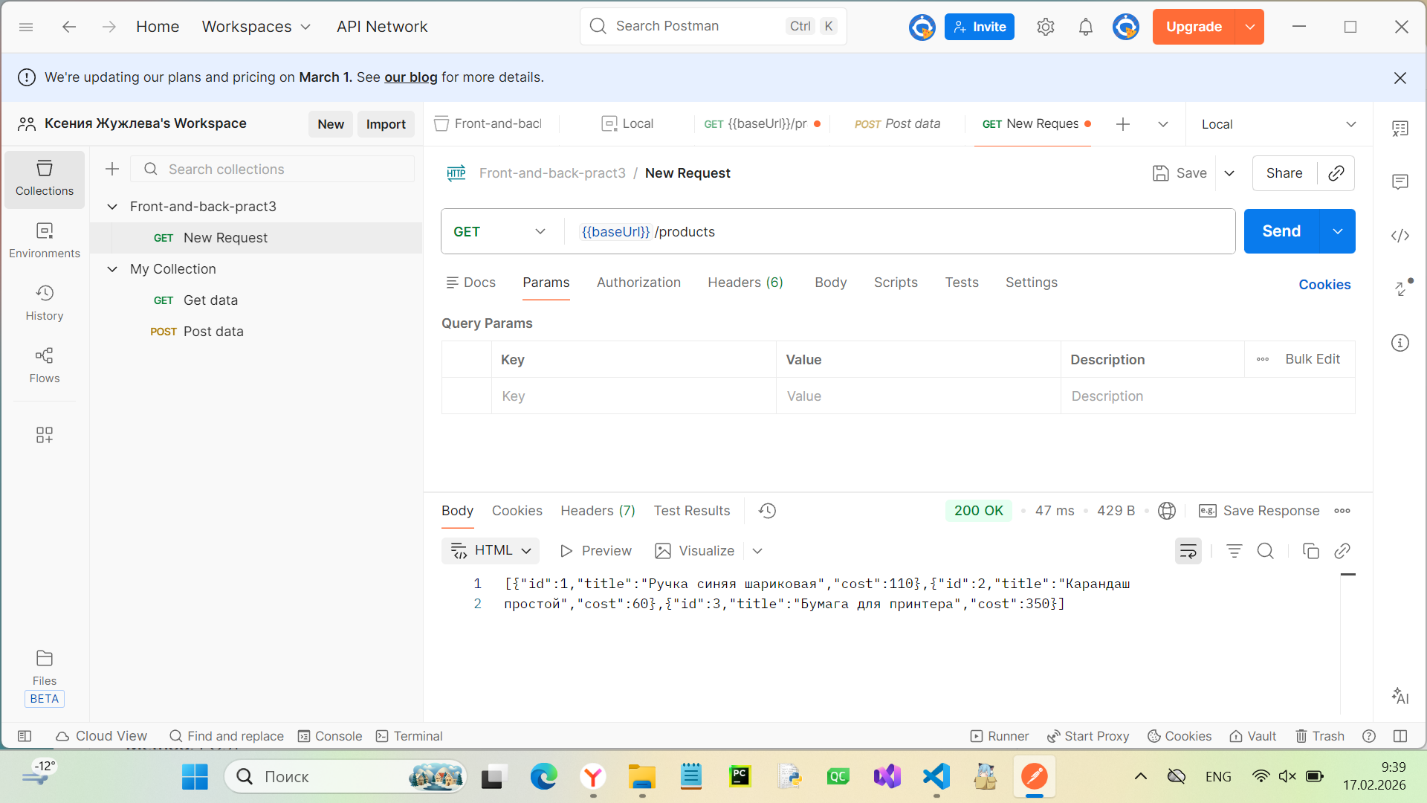 Home Workspaces API Network Search Postman Ctrl K Invite Upgrade
We're updating our plans and pricing on March 1. See our blog for more details.
Ксения Жужлева's Workspace New Import Front-and-bacl Local GET {{baseUrl}}/pr POST Post data GET New Reques Local
Collections Search collections HTTP Front-and-back-pract3 / New Request Save Share
Front-and-back-pract3
GET New Request GET {{baseUrl}} /products Send
Environments
My Collection
Docs Params Authorization Headers (6) Body Scripts Tests Settings Cookies
GET Get data
History
POST Post data Query Params
Key Value Description Bulk Edit
Flows
Key Value Description
Body Cookies Headers (7) Test Results 200 OK 47 ms 429 B e.g. Save Response
HTML Preview Visualize
1 [{"id":1,"title":"Ручка синяя шариковая","cost":110},{"id":2,"title":"Карандаш
2 простой","cost":60},{"id":3,"title":"Бумага для принтера","cost":350}]
Files
BETA
AI
Cloud View Find and replace Console Terminal Runner Start Proxy Cookies Vault Trash
-12° Поиск PC QC ENG 9:39
17.02.2026